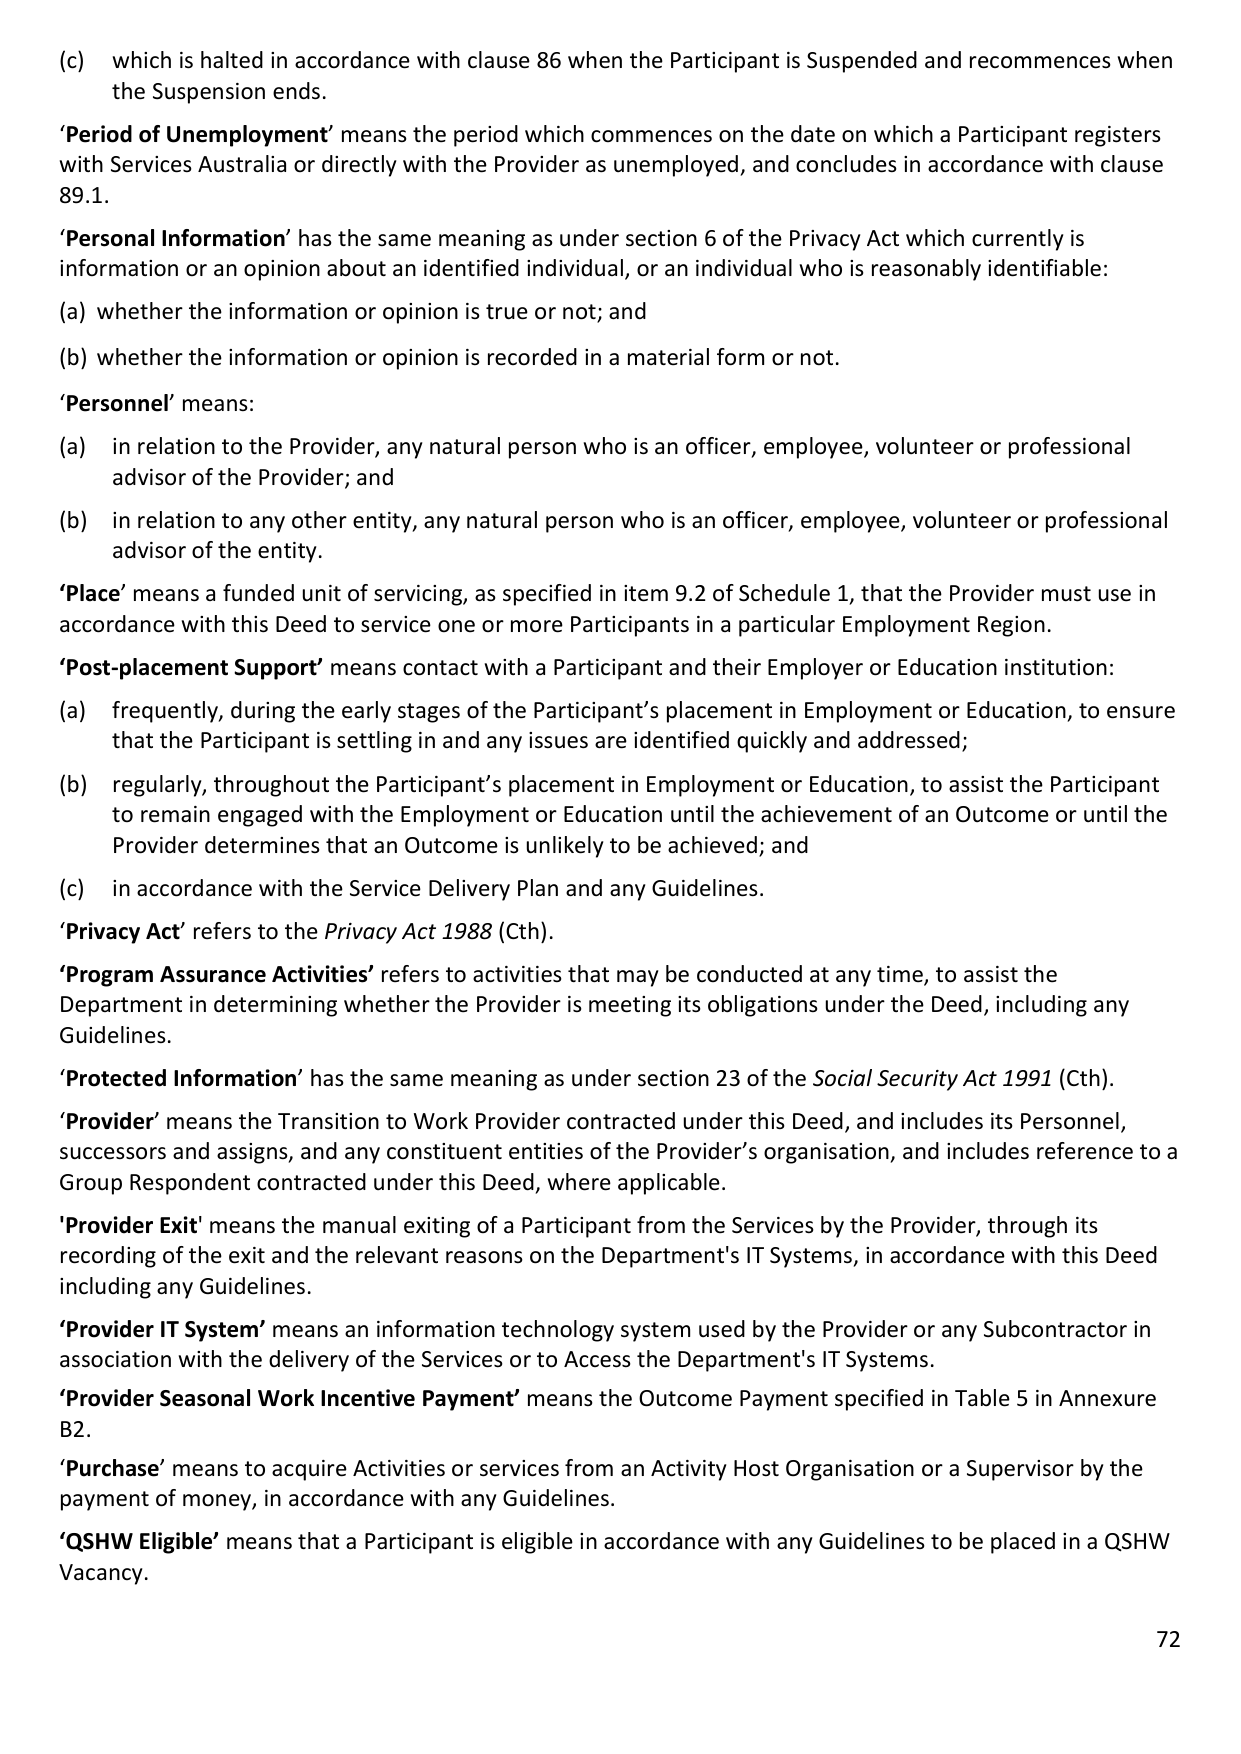 (c) which is halted in accordance with clause 86 when the Participant is Suspended and recommences when
the Suspension ends.
‘Period of Unemployment’ means the period which commences on the date on which a Participant registers
with Services Australia or directly with the Provider as unemployed, and concludes in accordance with clause
89.1.
‘Personal Information’ has the same meaning as under section 6 of the Privacy Act which currently is
information or an opinion about an identified individual, or an individual who is reasonably identifiable:
(a) whether the information or opinion is true or not; and
(b) whether the information or opinion is recorded in a material form or not.
‘Personnel’ means:
(a) in relation to the Provider, any natural person who is an officer, employee, volunteer or professional
advisor of the Provider; and
(b) in relation to any other entity, any natural person who is an officer, employee, volunteer or professional
advisor of the entity.
‘Place’ means a funded unit of servicing, as specified in item 9.2 of Schedule 1, that the Provider must use in
accordance with this Deed to service one or more Participants in a particular Employment Region.
‘Post-placement Support’ means contact with a Participant and their Employer or Education institution:
(a) frequently, during the early stages of the Participant’s placement in Employment or Education, to ensure
that the Participant is settling in and any issues are identified quickly and addressed;
(b) regularly, throughout the Participant’s placement in Employment or Education, to assist the Participant
to remain engaged with the Employment or Education until the achievement of an Outcome or until the
Provider determines that an Outcome is unlikely to be achieved; and
(c) in accordance with the Service Delivery Plan and any Guidelines.
‘Privacy Act’ refers to the Privacy Act 1988 (Cth).
‘Program Assurance Activities’ refers to activities that may be conducted at any time, to assist the
Department in determining whether the Provider is meeting its obligations under the Deed, including any
Guidelines.
‘Protected Information’ has the same meaning as under section 23 of the Social Security Act 1991 (Cth).
‘Provider’ means the Transition to Work Provider contracted under this Deed, and includes its Personnel,
successors and assigns, and any constituent entities of the Provider’s organisation, and includes reference to a
Group Respondent contracted under this Deed, where applicable.
'Provider Exit' means the manual exiting of a Participant from the Services by the Provider, through its
recording of the exit and the relevant reasons on the Department's IT Systems, in accordance with this Deed
including any Guidelines.
‘Provider IT System’ means an information technology system used by the Provider or any Subcontractor in
association with the delivery of the Services or to Access the Department's IT Systems.
‘Provider Seasonal Work Incentive Payment’ means the Outcome Payment specified in Table 5 in Annexure
B2.
‘Purchase’ means to acquire Activities or services from an Activity Host Organisation or a Supervisor by the
payment of money, in accordance with any Guidelines.
‘QSHW Eligible’ means that a Participant is eligible in accordance with any Guidelines to be placed in a QSHW
Vacancy.
72